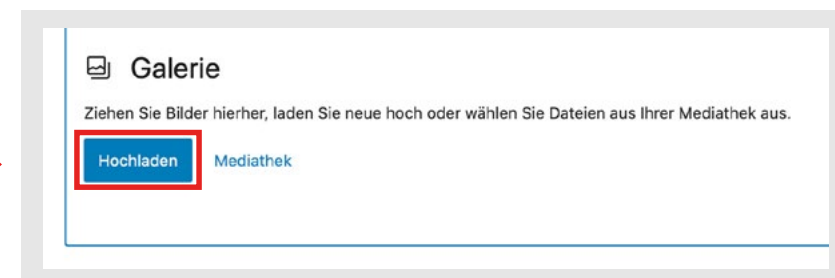 Galerie
Ziehen Sie Bilder hierher, laden Sie neue hoch oder wählen Sie Dateien aus Ihrer Mediathek aus.
Hochladen Mediathek